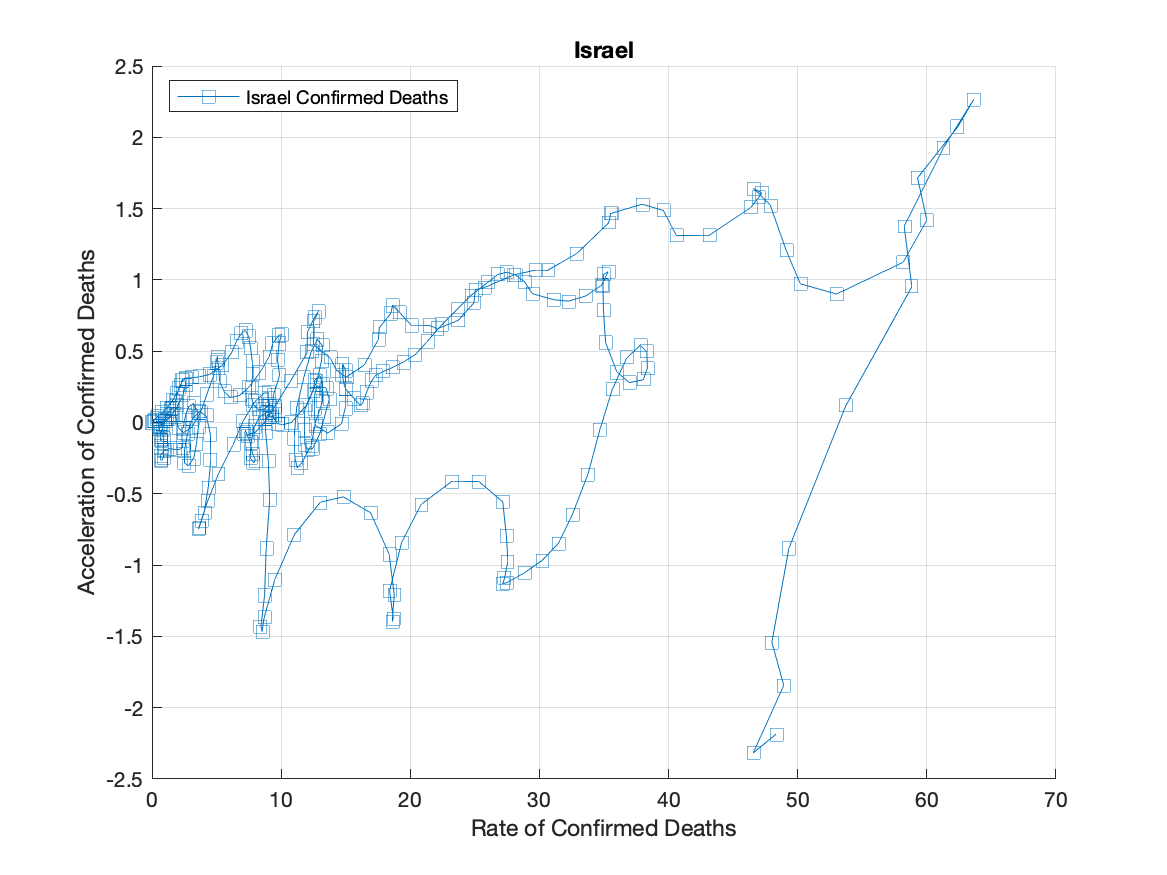 Israel
Israel Confirmed Deaths
2.5
2
1.5
1
0.5
0
-0.5
-1
-1.5
-2
-2.5
Acceleration of Confirmed Deaths
0 10 20 30 40 50 60 70
Rate of Confirmed Deaths